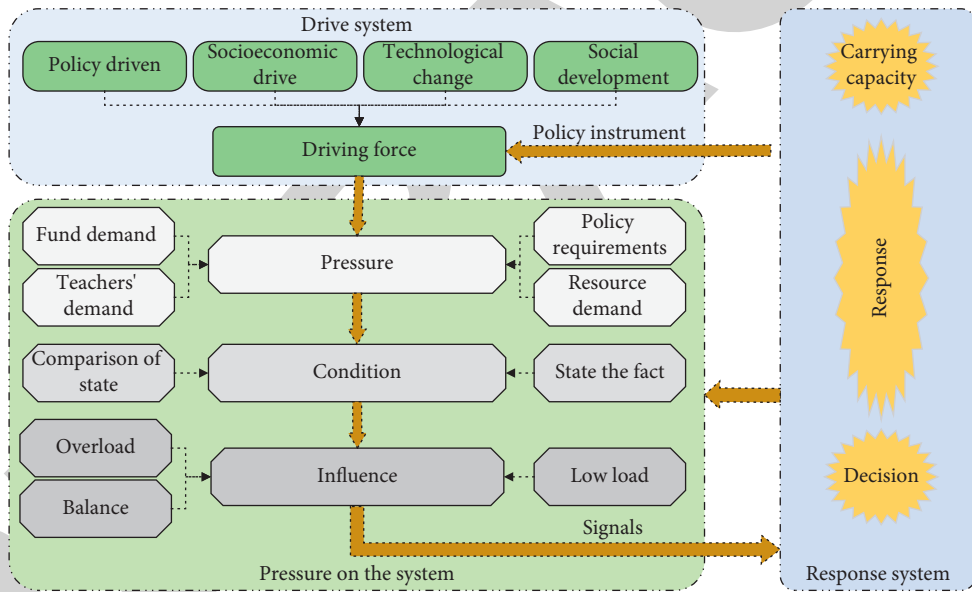 Drive system
Policy driven
Socioeconomic
drive
Technological
change
Social
development
Driving force
Policy instrument
Fund demand
Teachers'
demand
Pressure
Policy
requirements
Resource
demand
Comparison of
state
Condition
State the fact
Overload
Balance
Influence
Low load
Signals
Pressure on the system
Carrying
capacity
Response
Decision
Response system